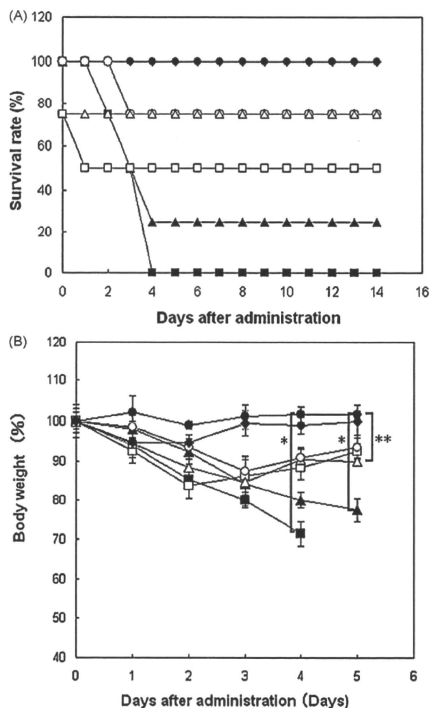 (A)
120
100
80
60
40
20
0
Survival rate (%)
0 2 4 6 8 10 12 14 16
Days after administration
(B)
120
110
100
90
80
70
60
50
40
Body weight (%)
* * **
0 1 2 3 4 5 6
Days after administration (Days)